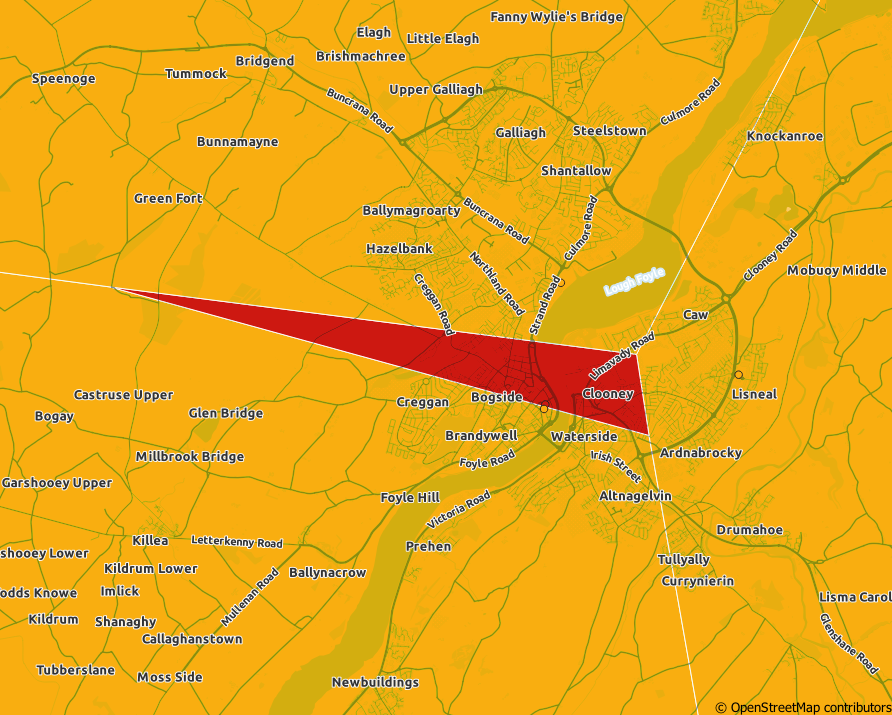 Fanny Wylie's Bridge
Elagh
Little Elagh
Brishmachree
Bridgend
Tummock
Speenoge
Upper Galliagh
Buncrana Road
Culmore Road
Galliagh
Steelstown
Knockanroe
Bunnamayne
Shantallow
Green Fort
Ballymagroarty
Buncrana Road
Culmore Road
Hazelbank
Northland Road
Clooney Road
Mobuoy Middle
Lough Foyle
Creggan Road
Strand Road
Caw
Limavady Road
Castruse Upper
Creggan
Bogside
Clooney
Lisneal
Bogay
Glen Bridge
Brandywell
Waterside
Millbrook Bridge
Foyle Road
Irish Street
Ardnabrocky
Garshooey Upper
Foyle Hill
Victoria Road
Altnagelvin
Drumahoe
Killea
Letterkenny Road
Prehen
shooey Lower
Tullyally
Kildrum Lower
Ballynacrow
Currynierin
odds Knowe
Imlick
Mullenan Road
Lisma Carol
Kildrum
Shanaghy
Callaghanstown
Glenshane Road
Tubberslane
Moss Side
Newbuildings
© OpenStreetMap contributors